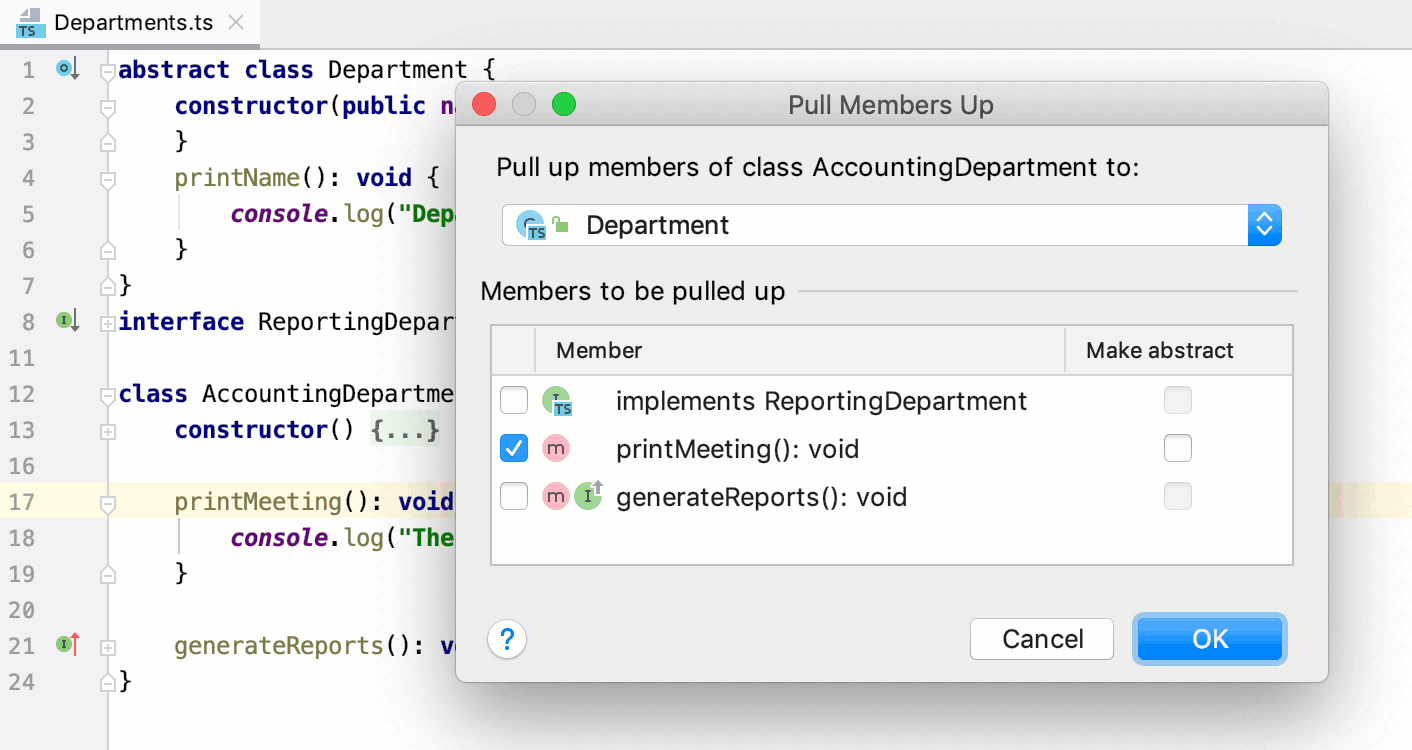 Departments.ts
1 abstract class Department {
2 constructor(public
3 }
4 printName(): void {
5 console.log("Dep
6 }
7 }
8 interface ReportingDepar
11
12 class AccountingDepartme
13 constructor() {...}
16
17 printMeeting(): void
18 console.log("The
19 }
20
21 generateReports():
24 }
Pull Members Up
Pull up members of class AccountingDepartment to:
Department
Members to be pulled up
Member Make abstract
implements ReportingDepartment
printMeeting(): void
generateReports(): void
? Cancel OK